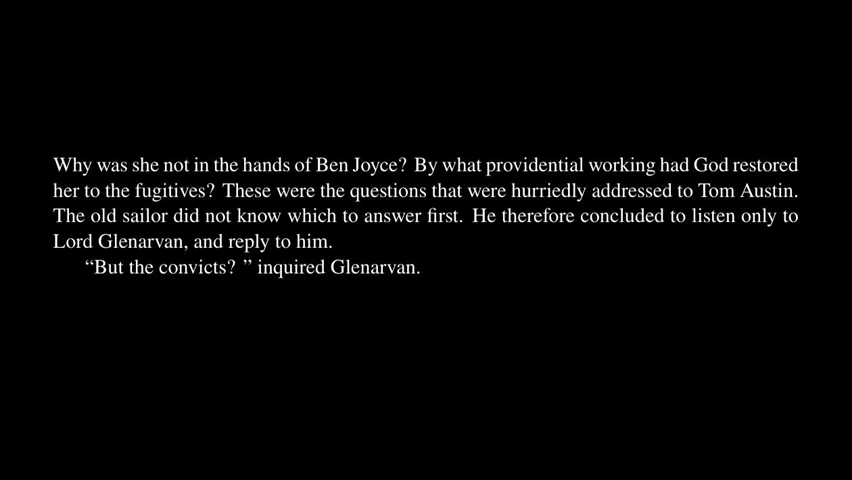 Why was she not in the hands of Ben Joyce? By what providential working had God restored
her to the fugitives? These were the questions that were hurriedly addressed to Tom Austin.
The old sailor did not know which to answer first. He therefore concluded to listen only to
Lord Glenarvan, and reply to him.
“But the convicts? ” inquired Glenarvan.